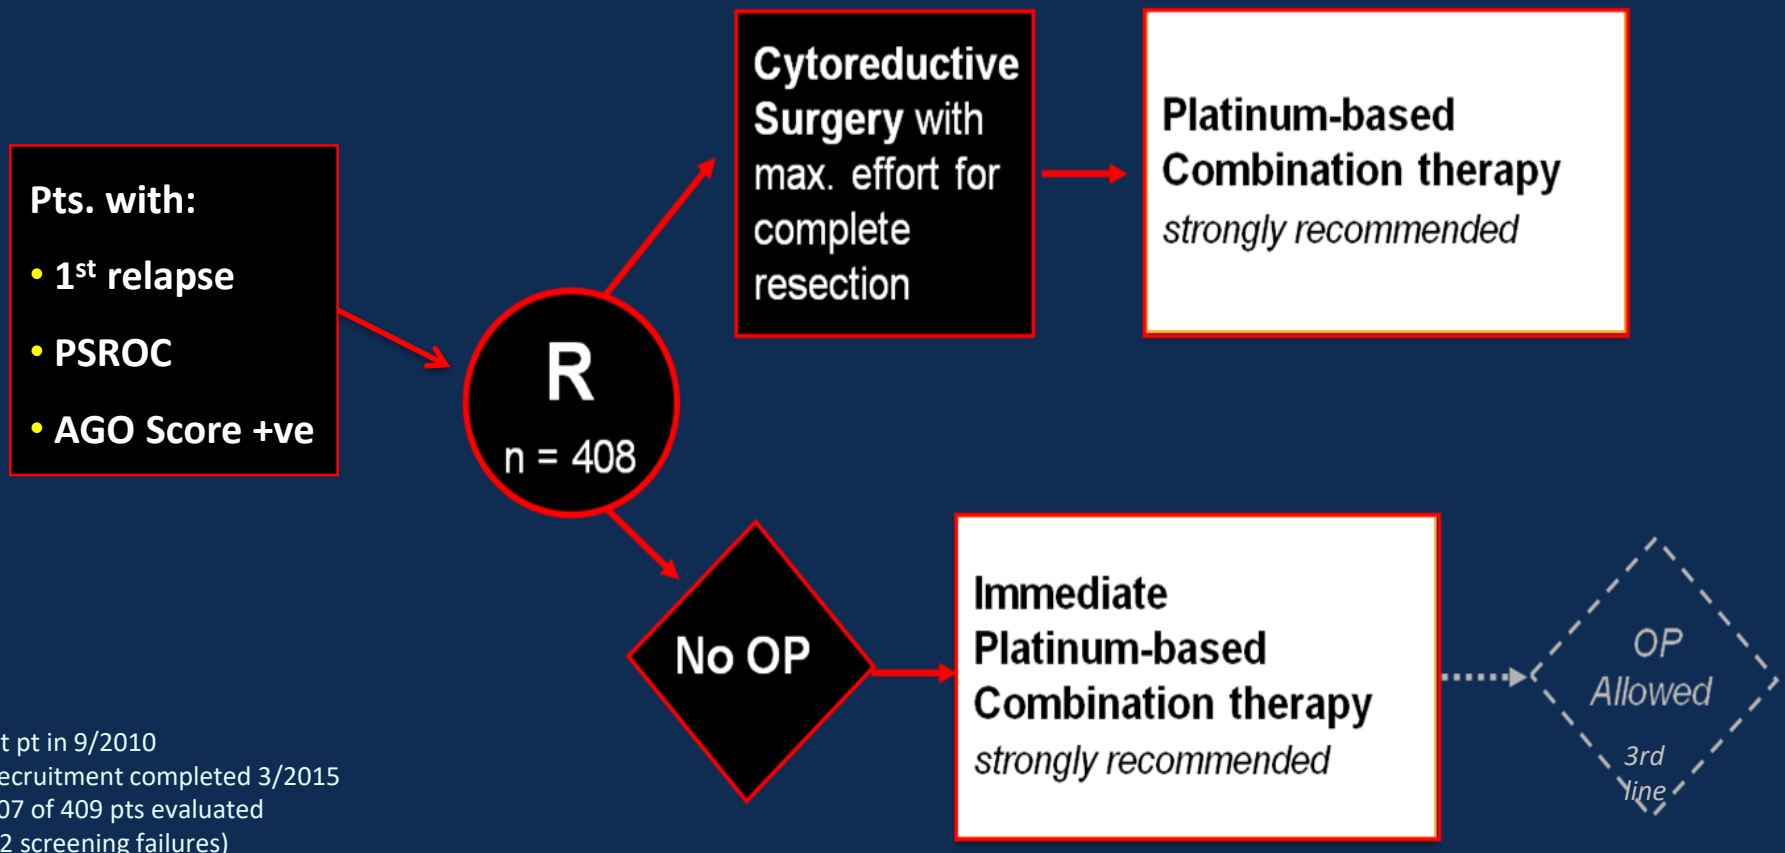 Pts. with:
• 1st relapse
• PSROC
• AGO Score +ve
R
n = 408
Cytoreductive
Surgery with
max. effort for
complete
resection
Platinum-based
Combination therapy
strongly recommended
No OP
Immediate
Platinum-based
Combination therapy
strongly recommended
OP
Allowed
3rd
line
t pt in 9/2010
ecruitment completed 3/2015
07 of 409 pts evaluated
2 screening failures)